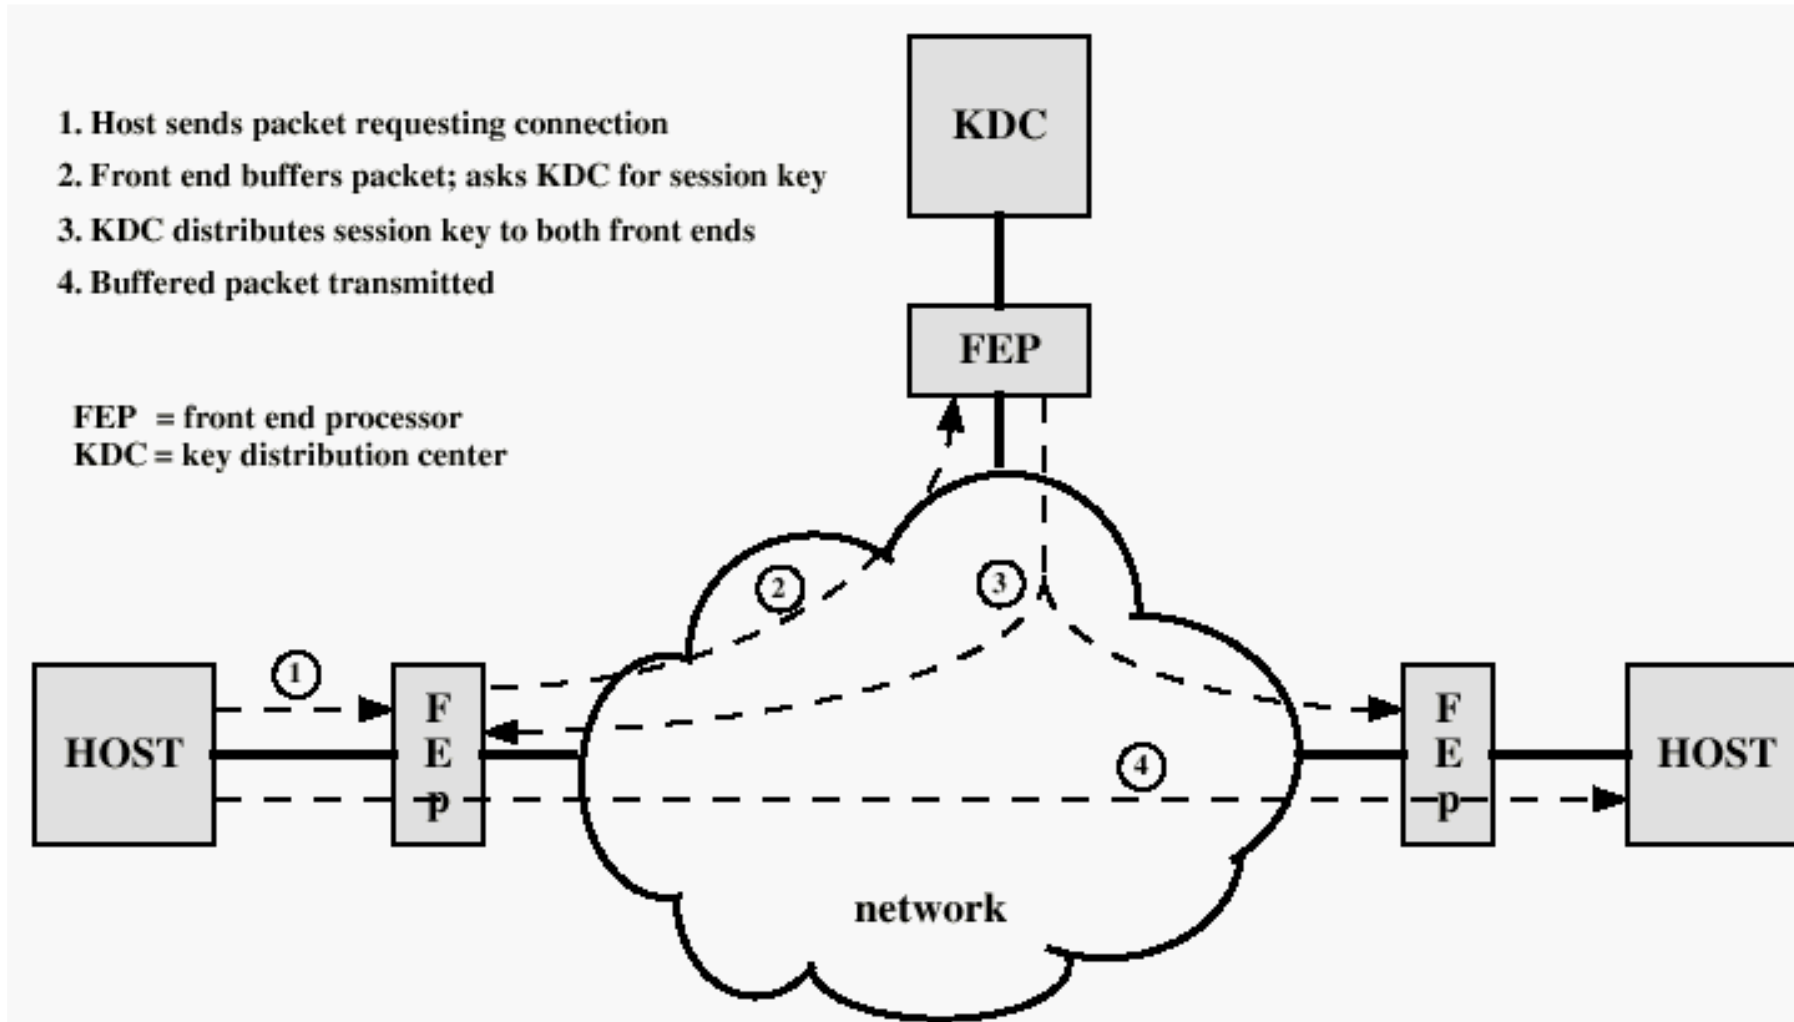 1. Host sends packet requesting connection
2. Front end buffers packet; asks KDC for session key
3. KDC distributes session key to both front ends
4. Buffered packet transmitted
FEP = front end processor
KDC = key distribution center
KDC
FEP
2
3
1
HOST
F
E
p
4
F
E
p
HOST
network